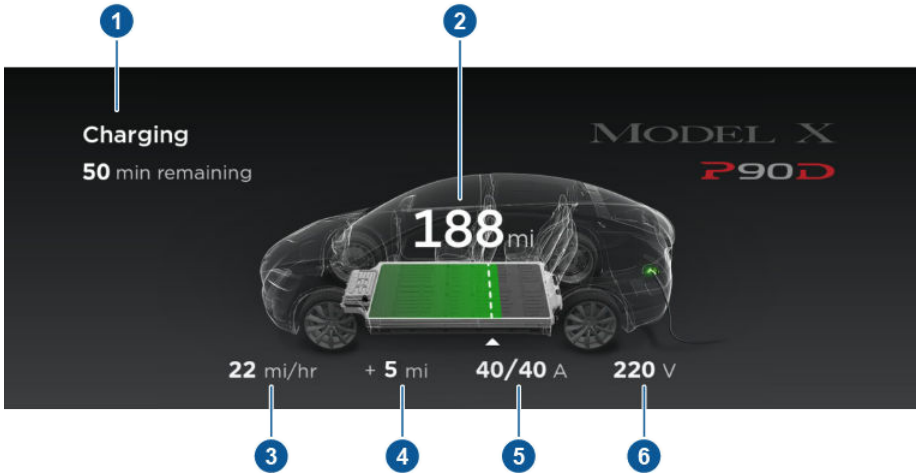 1
2
Charging
50 min remaining
MODEL X
P90D
188 mi
22 mi/hr
+ 5 mi
40/40 A
220 V
3
4
5
6